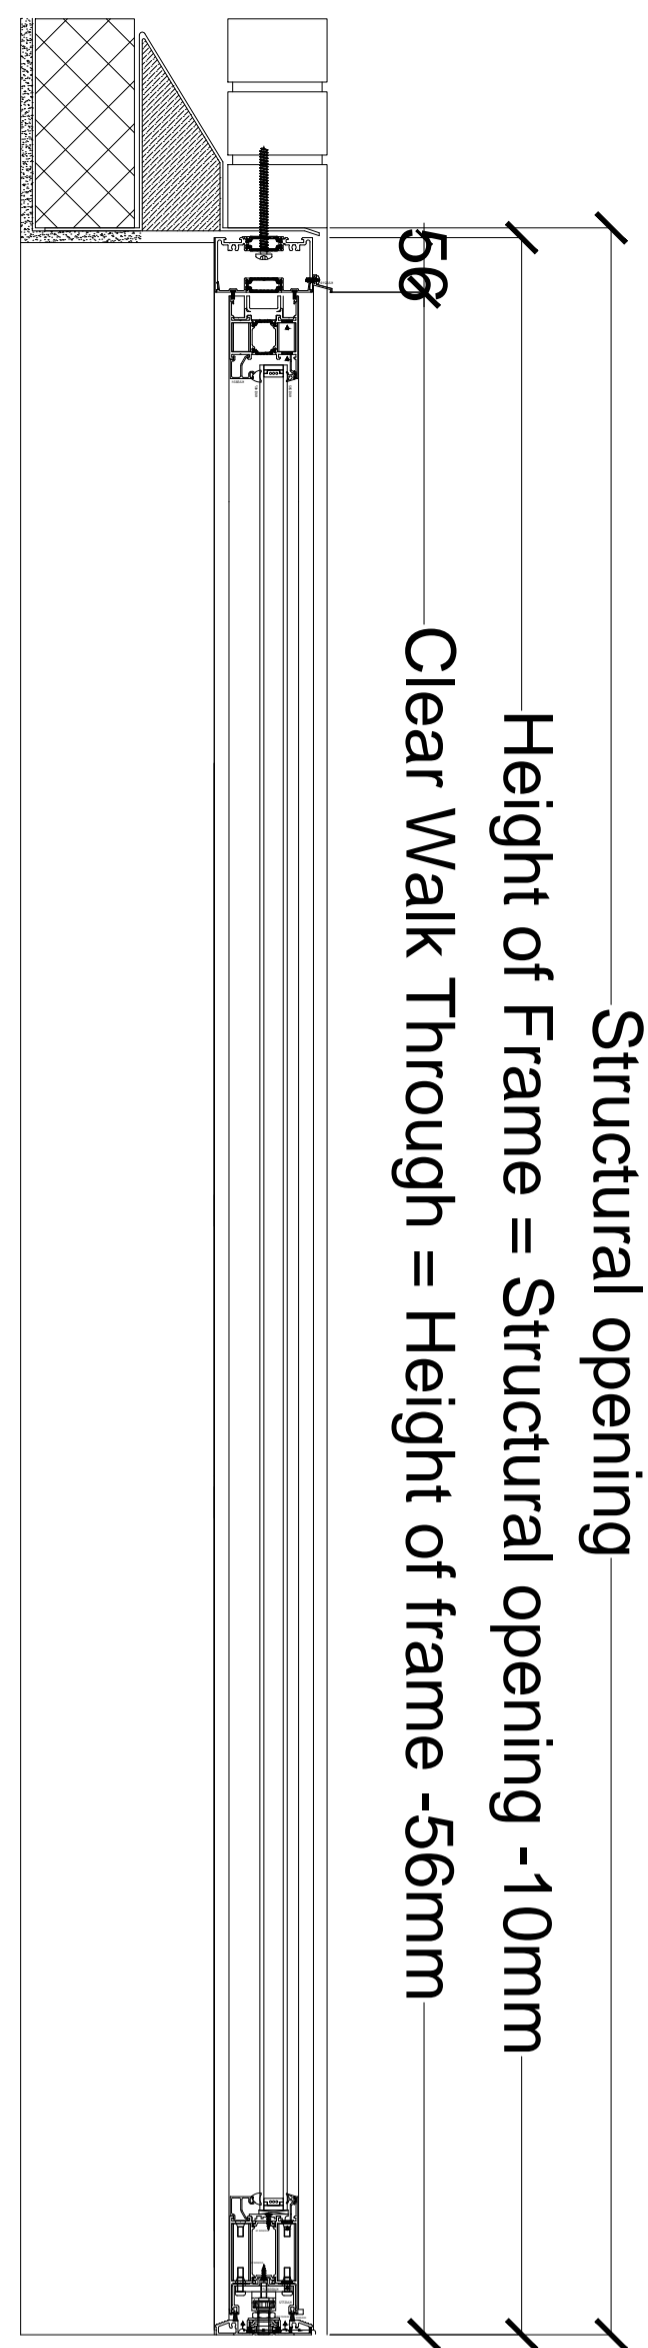 56
Structural opening
Height of Frame = Structural opening -10mm
Clear Walk Through = Height of frame -56mm